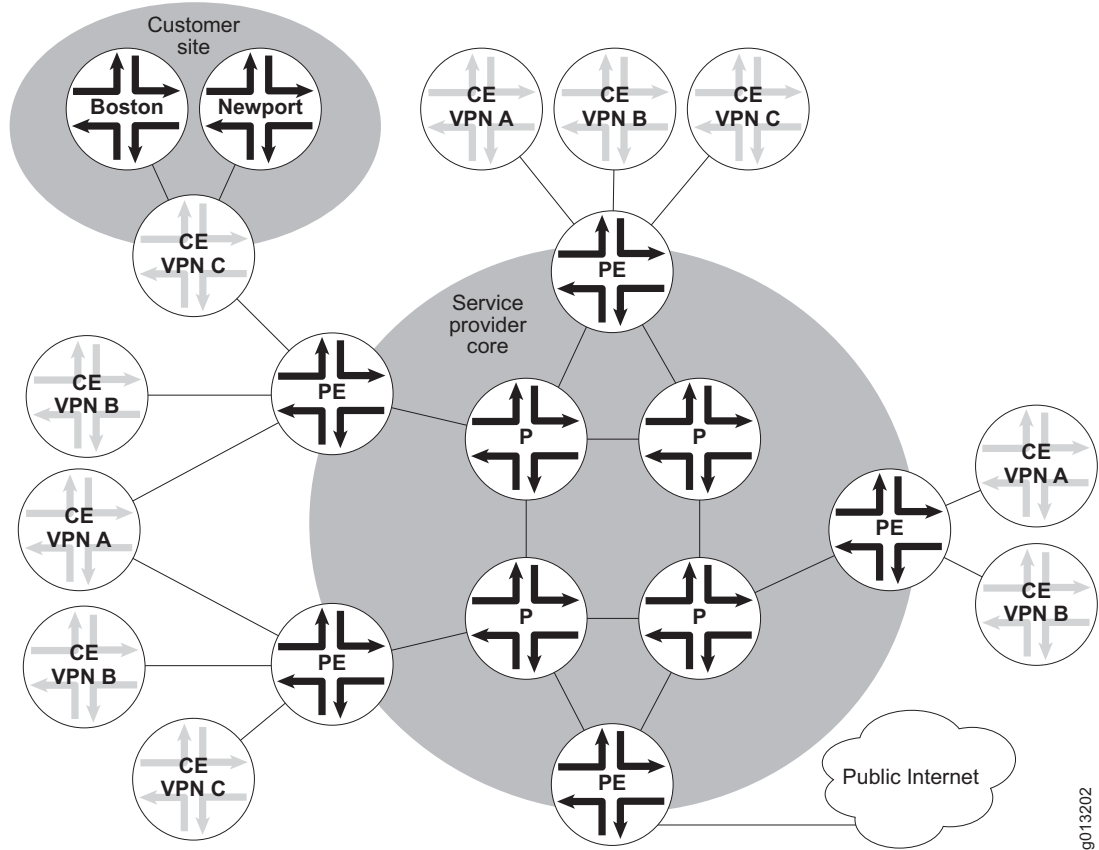 Customer
site
Boston
Newport
CE
VPN A
CE
VPN B
CE
VPN C
CE
VPN C
PE
Service
provider
core
CE
VPN B
PE
P
P
CE
VPN A
CE
VPN A
PE
CE
VPN B
CE
VPN B
PE
P
P
CE
VPN C
PE
Public Internet
g013202